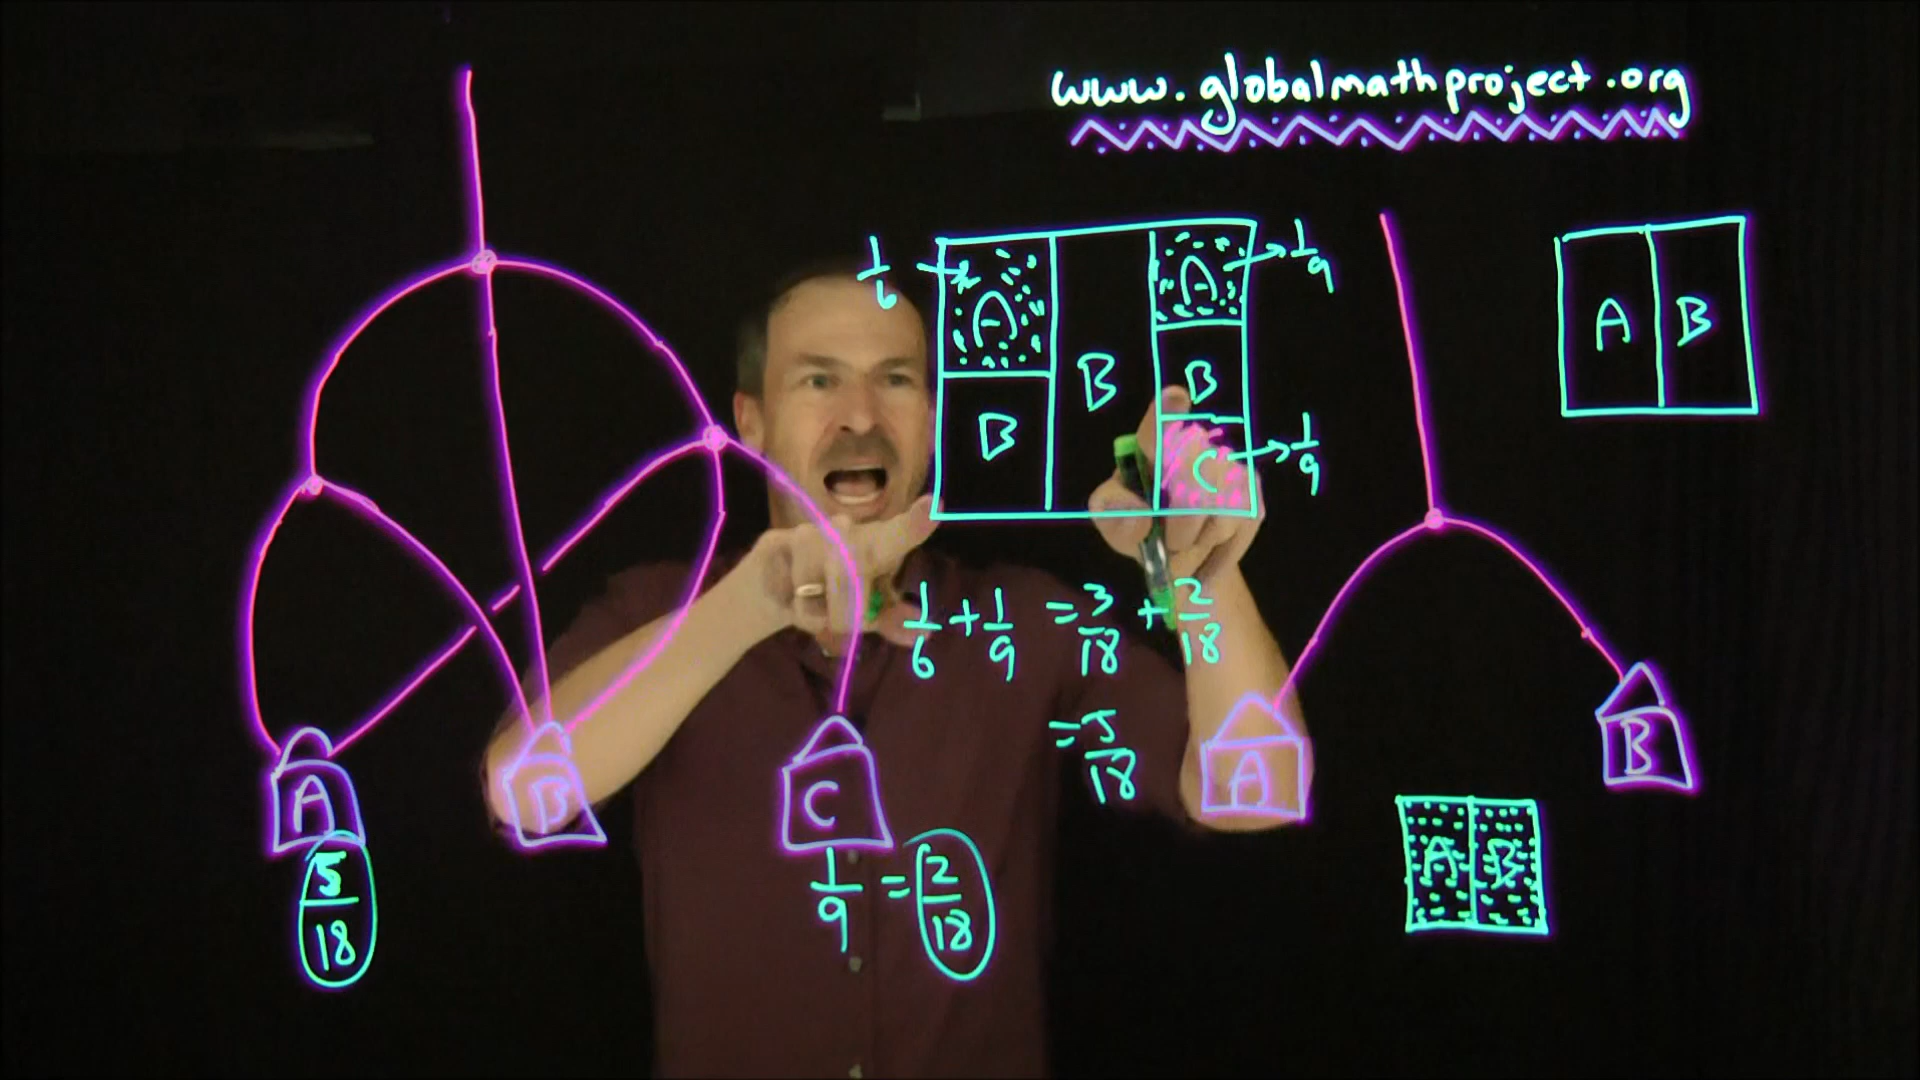 www.globalmathproject.org
1/6
A
B
B
A
B
C
1/9
1/9
A
B
1/6 + 1/9 = 3/18 + 2/18
= 5/18
A
B
C
A
B
5/18
1/9 = 2/18
A
B